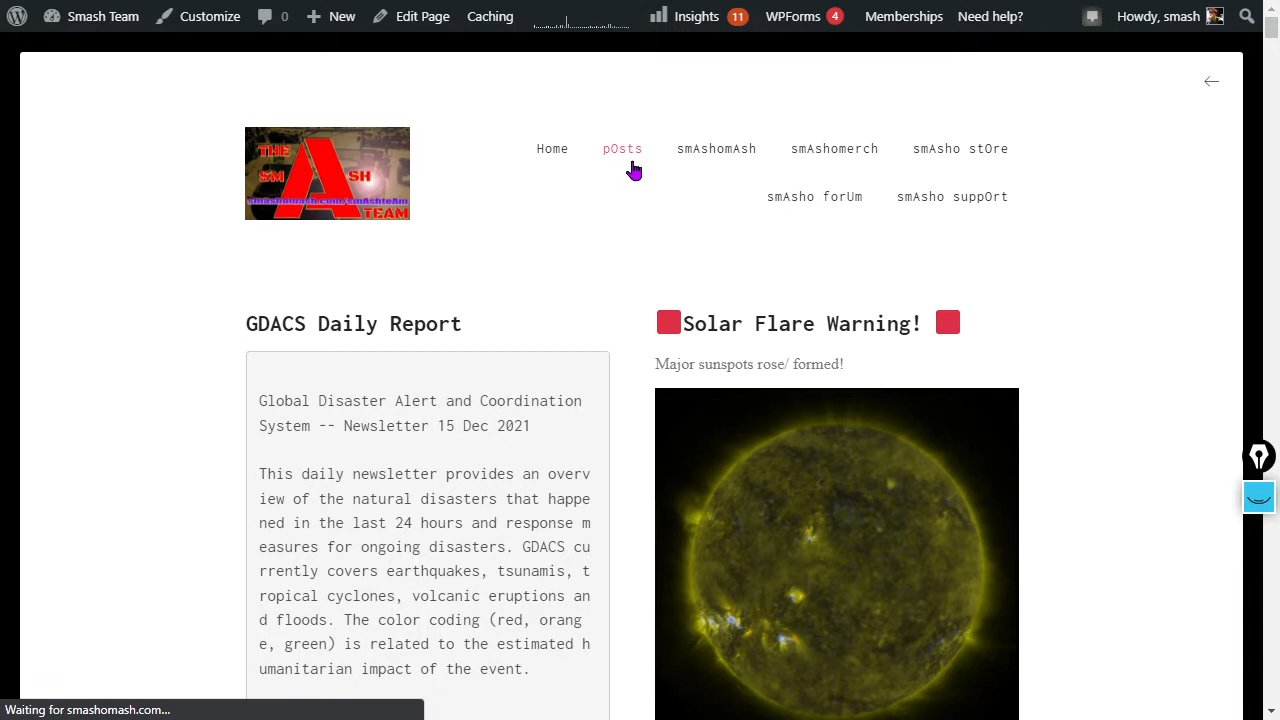 Smash Team Customize 0 New Edit Page Caching Insights 11 WPForms 4 Memberships Need help? Howdy, smash
THE
SM SH
smashomash.com/smAshteAm
TEAM
Home pOsts smAshomAsh smAshomerch smAsho stOre
smAsho forUm smAsho suppOrt
GDACS Daily Report
Global Disaster Alert and Coordination
System -- Newsletter 15 Dec 2021
This daily newsletter provides an overv
iew of the natural disasters that happe
ned in the last 24 hours and response m
easures for ongoing disasters. GDACS cu
rrently covers earthquakes, tsunamis, t
ropical cyclones, volcanic eruptions an
d floods. The color coding (red, orang
e, green) is related to the estimated h
umanitarian impact of the event.
Solar Flare Warning!
Major sunspots rose/ formed!
Waiting for smashomash.com...